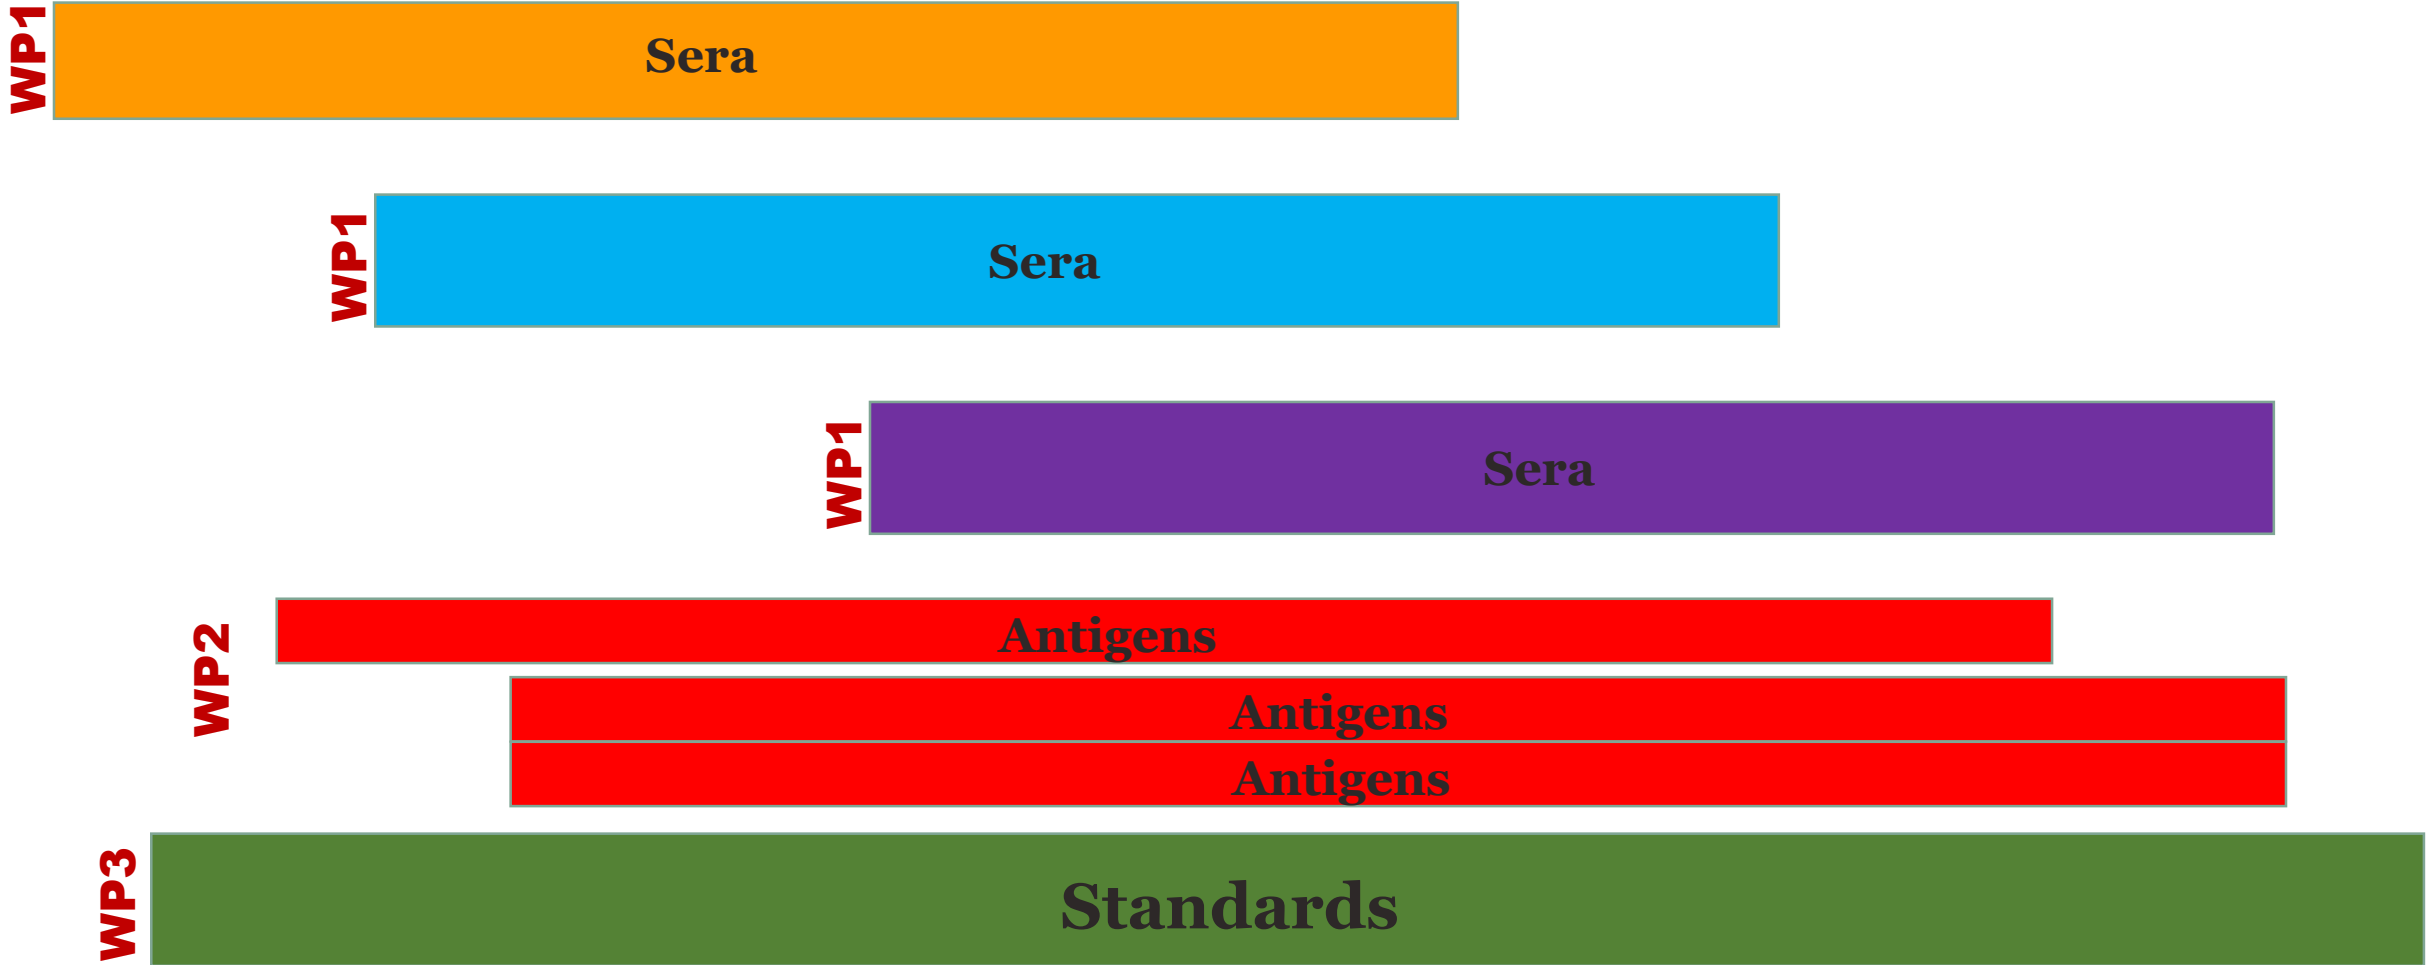 WP1
Sera
WP1
Sera
WP1
Sera
WP2
Antigens
Antigens
Antigens
WP3
Standards